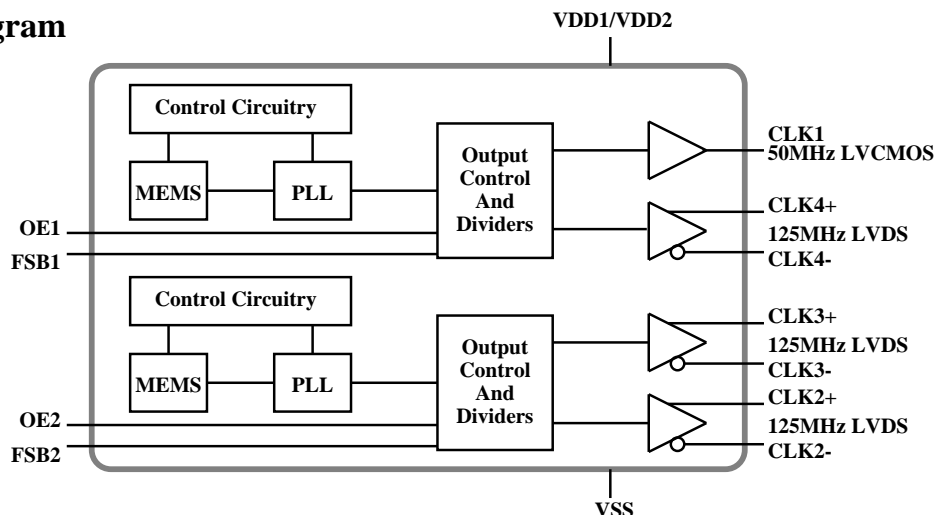 gram
VDD1/VDD2
Control Circuitry
MEMS
PLL
Output
Control
And
Dividers
OE1
FSB1
CLK1
50MHz LVCMOS
CLK4+
125MHz LVDS
CLK4-
Control Circuitry
MEMS
PLL
Output
Control
And
Dividers
OE2
FSB2
CLK3+
125MHz LVDS
CLK3-
CLK2+
125MHz LVDS
CLK2-
VSS